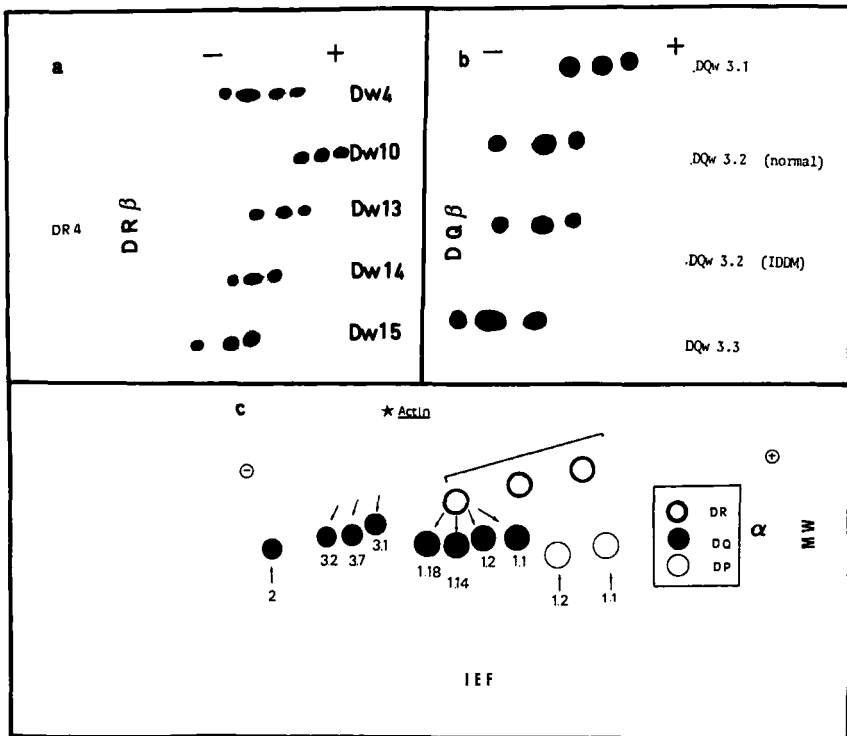 a
− +
Dw4
Dw10
Dw13
Dw14
Dw15
DR4
DRβ
b
− +
.DQw 3.1
.DQw 3.2 (normal)
.DQw 3.2 (IDDM)
DQw 3.3
DQβ
c
★ Actin
⊖ ⊕
2
3.2
3.7
3.1
1.18
1.14
1.2
1.1
1.2
1.1
DR
DQ
DP
α
MW
IEF